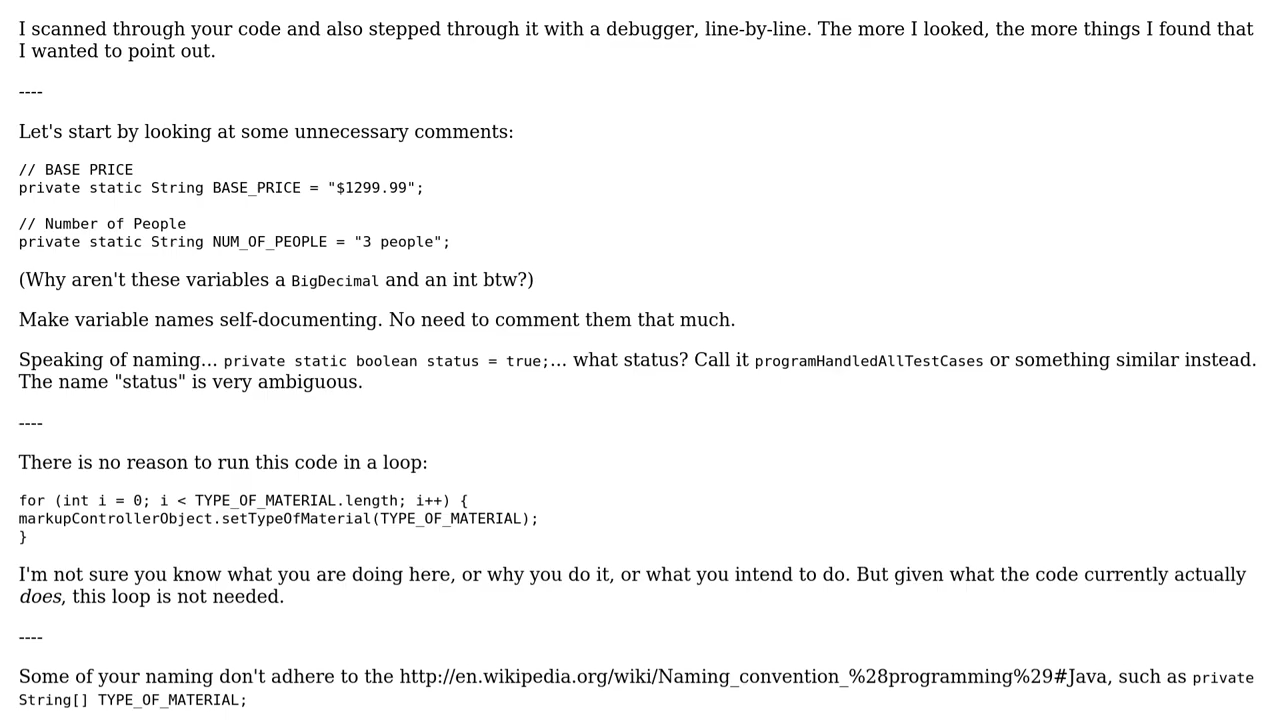 I scanned through your code and also stepped through it with a debugger, line-by-line. The more I looked, the more things I found that
I wanted to point out.
----
Let's start by looking at some unnecessary comments:
// BASE PRICE
private static String BASE_PRICE = "$1299.99";
// Number of People
private static String NUM_OF_PEOPLE = "3 people";
(Why aren't these variables a BigDecimal and an int btw?)
Make variable names self-documenting. No need to comment them that much.
Speaking of naming... private static boolean status = true;... what status? Call it programHandledAllTestCases or something similar instead.
The name "status" is very ambiguous.
----
There is no reason to run this code in a loop:
for (int i = 0; i < TYPE_OF_MATERIAL.length; i++) {
markupControllerObject.setTypeOfMaterial(TYPE_OF_MATERIAL);
}
I'm not sure you know what you are doing here, or why you do it, or what you intend to do. But given what the code currently actually
does, this loop is not needed.
----
Some of your naming don't adhere to the http://en.wikipedia.org/wiki/Naming_convention_%28programming%29#Java, such as private
String[] TYPE_OF_MATERIAL;